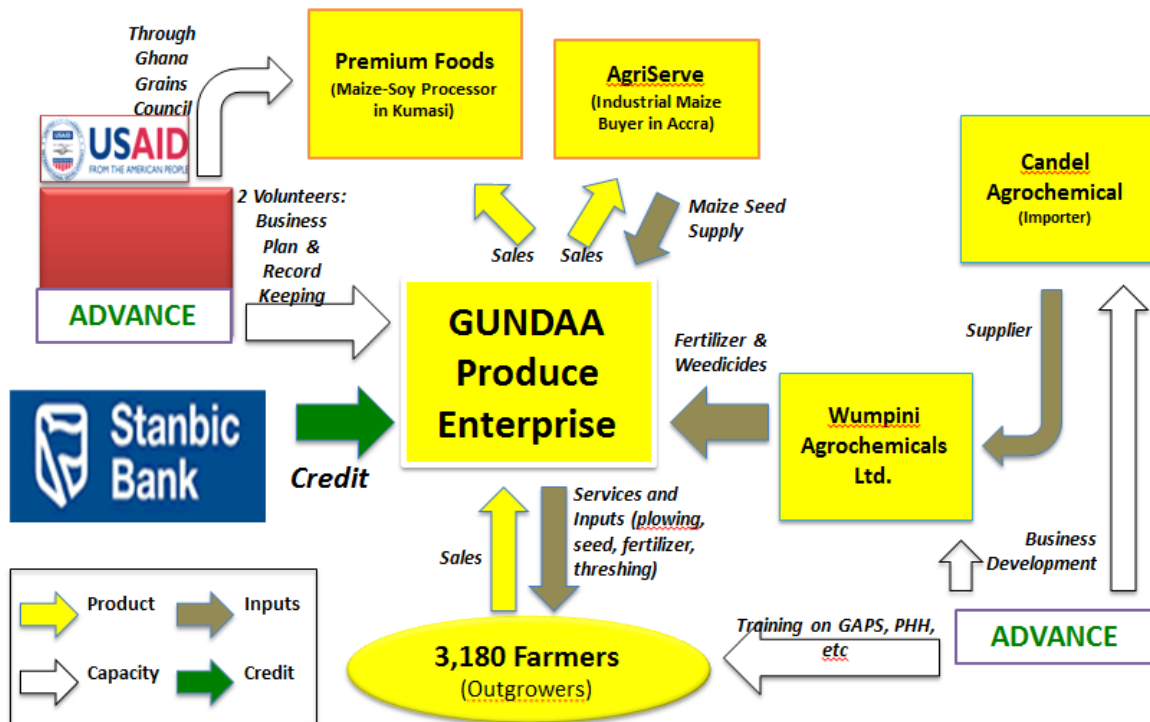 Through
Ghana
Grains
Council
USAID
FROM THE AMERICAN PEOPLE
Premium Foods
(Maize-Soy Processor
in Kumasi)
AgriServe
(Industrial Maize
Buyer in Accra)
Candel
Agrochemical
(Importer)
2 Volunteers:
Business
Plan &
Record
Keeping
ADVANCE
Sales
Sales
Maize Seed
Supply
GUNDAA
Produce
Enterprise
Fertilizer &
Weedicides
Supplier
Wumpini
Agrochemicals
Ltd.
Stanbic
Bank
Credit
Sales
Services and
Inputs (plowing,
seed, fertilizer,
threshing)
Business
Development
Product
Inputs
Capacity
Credit
3,180 Farmers
(Outgrowers)
Training on GAPS, PHH,
etc
ADVANCE